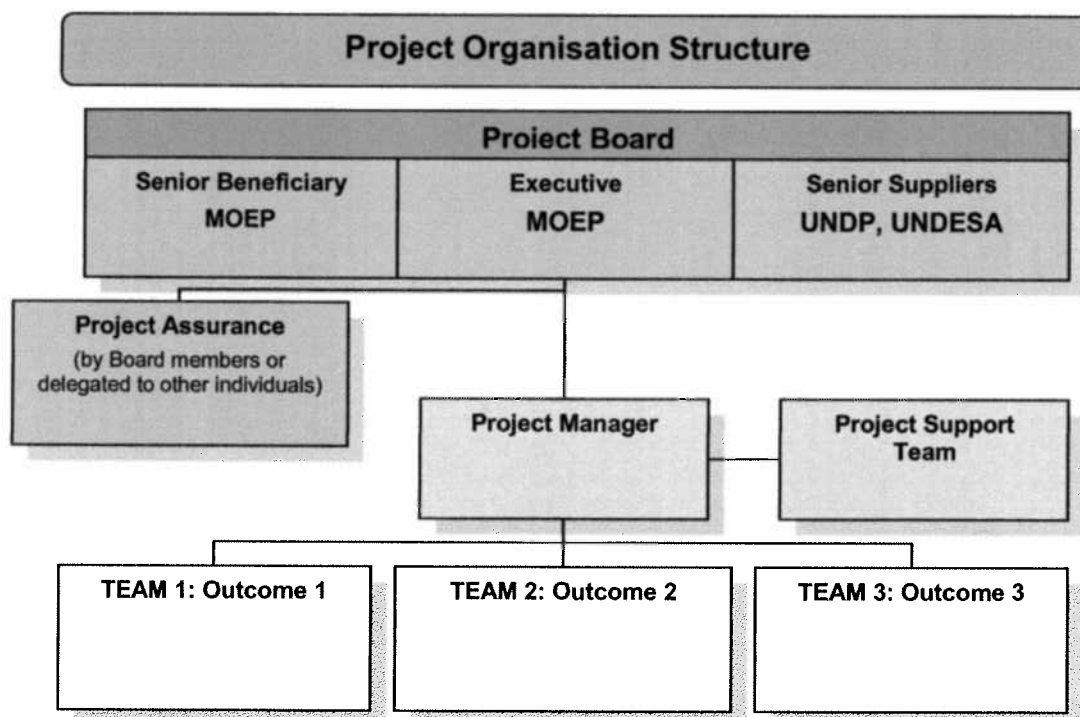 Project Organisation Structure
Project Board
Senior Beneficiary
MOEP
Executive
MOEP
Senior Suppliers
UNDP, UNDESA
Project Assurance
(by Board members or
delegated to other individuals)
Project Manager
Project Support
Team
TEAM 1: Outcome 1
TEAM 2: Outcome 2
TEAM 3: Outcome 3